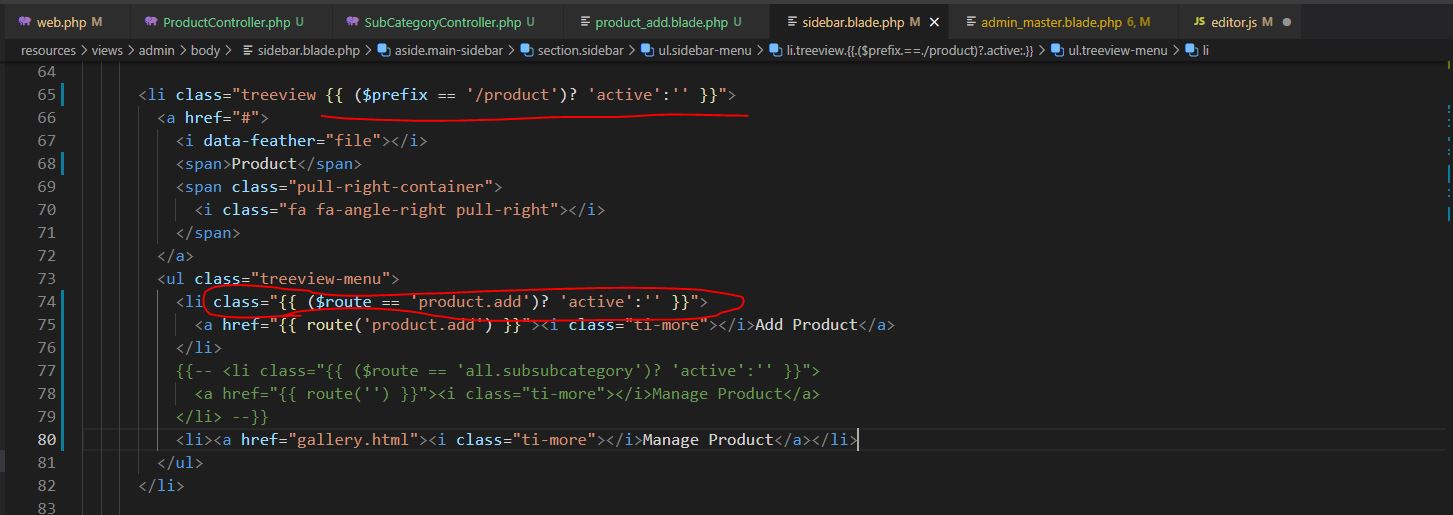 web.php M ProductController.php U SubCategoryController.php U product_add.blade.php U sidebar.blade.php M × admin_master.blade.php 6, M JS editor.js M ●
resources > views > admin > body > sidebar.blade.php > aside.main-sidebar > section.sidebar > ul.sidebar-menu > li.treeview.{{.($prefix.==./product)?.active:.}} > ul.treeview-menu > li
64
65 <li class="treeview {{ ($prefix == '/product')? 'active':'' }}">
66 <a href="#">
67 <i data-feather="file"></i>
68 <span>Product</span>
69 <span class="pull-right-container">
70 <i class="fa fa-angle-right pull-right"></i>
71 </span>
72 </a>
73 <ul class="treeview-menu">
74 <li class="{{ ($route == 'product.add')? 'active':'' }}">
75 <a href="{{ route('product.add') }}"><i class="ti-more"></i>Add Product</a>
76 </li>
77 {{-- <li class="{{ ($route == 'all.subsubcategory')? 'active':'' }}">
78 <a href="{{ route('') }}"><i class="ti-more"></i>Manage Product</a>
79 </li> --}}
80 <li><a href="gallery.html"><i class="ti-more"></i>Manage Product</a></li>
81 </ul>
82 </li>
83